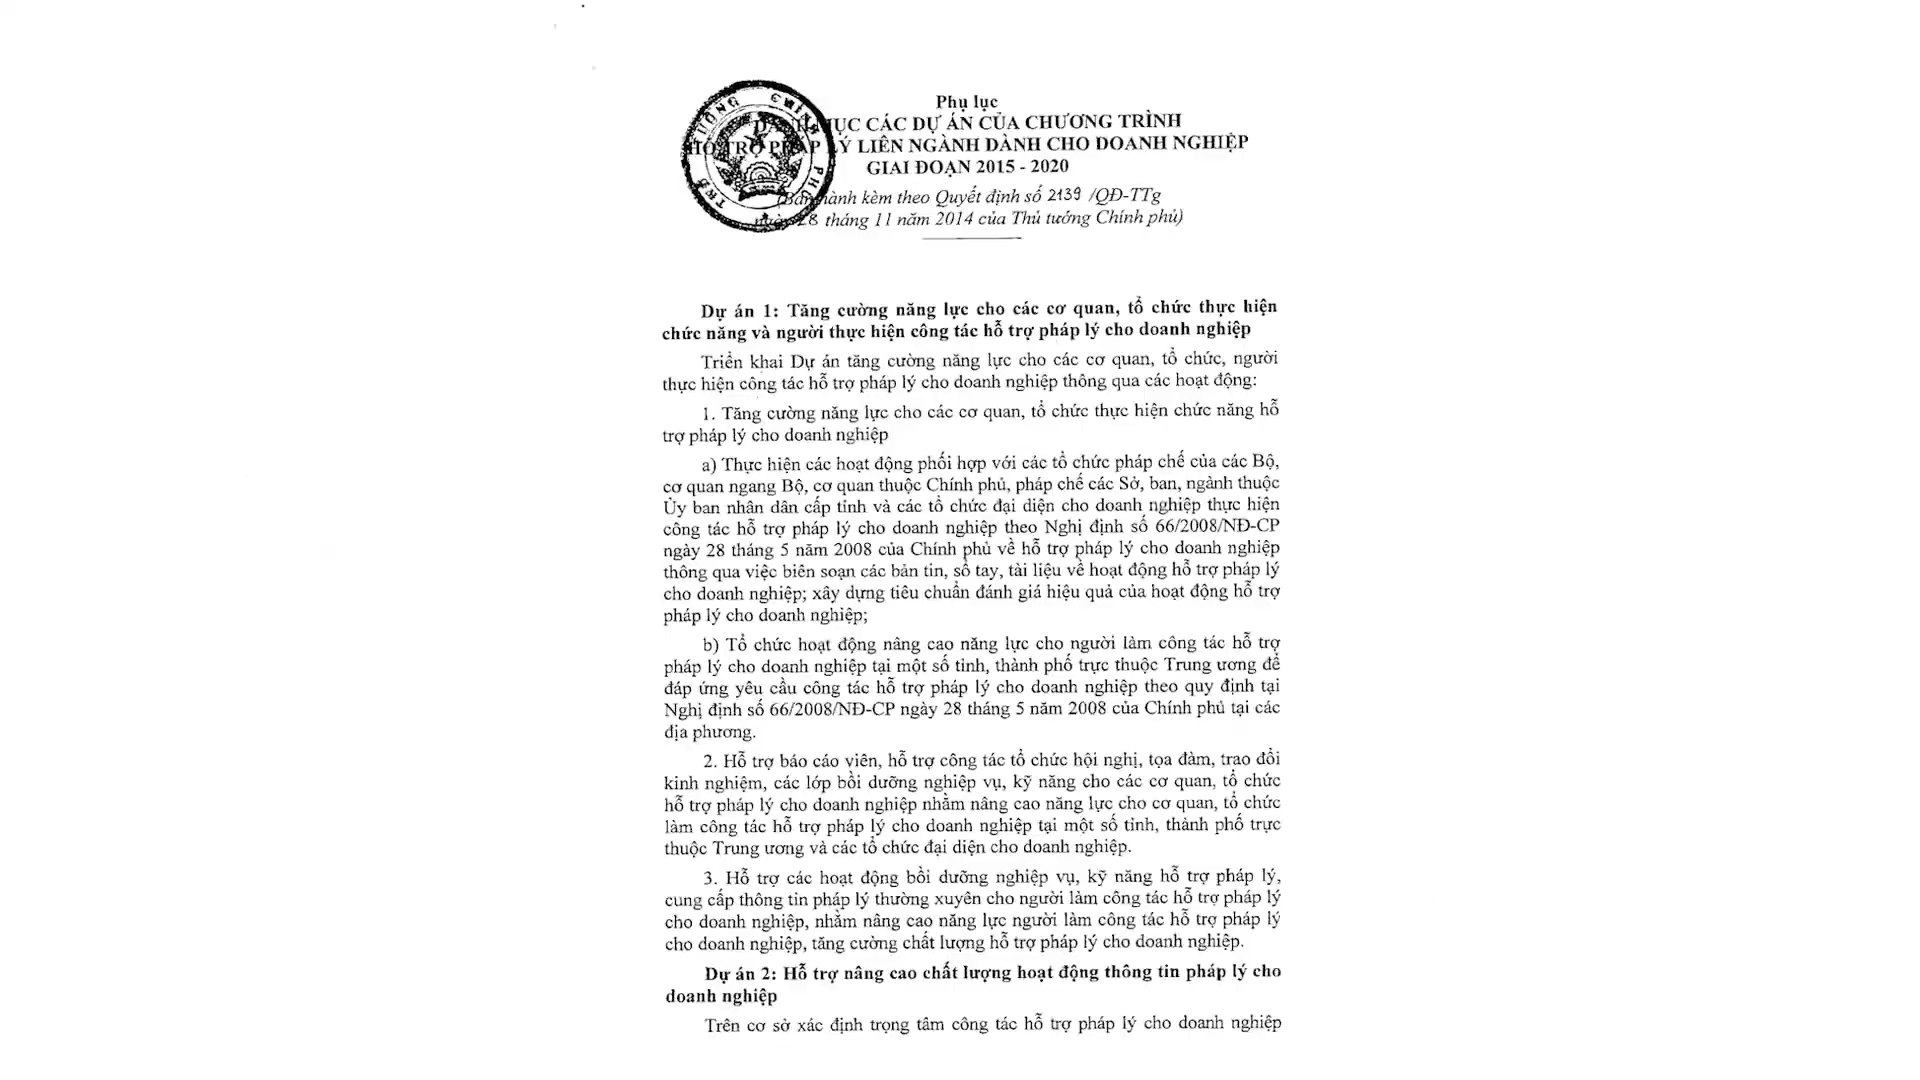 Phụ lục
DANH MỤC CÁC DỰ ÁN CỦA CHƯƠNG TRÌNH
HỖ TRỢ PHÁP LÝ LIÊN NGÀNH DÀNH CHO DOANH NGHIỆP
GIAI ĐOẠN 2015 - 2020
(Ban hành kèm theo Quyết định số 2139 /QĐ-TTg
ngày 28 tháng 11 năm 2014 của Thủ tướng Chính phủ)
THỦ TƯỚNG CHÍNH PHỦ
Dự án 1: Tăng cường năng lực cho các cơ quan, tổ chức thực hiện
chức năng và người thực hiện công tác hỗ trợ pháp lý cho doanh nghiệp
Triển khai Dự án tăng cường năng lực cho các cơ quan, tổ chức, người
thực hiện công tác hỗ trợ pháp lý cho doanh nghiệp thông qua các hoạt động:
1. Tăng cường năng lực cho các cơ quan, tổ chức thực hiện chức năng hỗ
trợ pháp lý cho doanh nghiệp
a) Thực hiện các hoạt động phối hợp với các tổ chức pháp chế của các Bộ,
cơ quan ngang Bộ, cơ quan thuộc Chính phủ, pháp chế các Sở, ban, ngành thuộc
Ủy ban nhân dân cấp tỉnh và các tổ chức đại diện cho doanh nghiệp thực hiện
công tác hỗ trợ pháp lý cho doanh nghiệp theo Nghị định số 66/2008/NĐ-CP
ngày 28 tháng 5 năm 2008 của Chính phủ về hỗ trợ pháp lý cho doanh nghiệp
thông qua việc biên soạn các bản tin, sổ tay, tài liệu về hoạt động hỗ trợ pháp lý
cho doanh nghiệp; xây dựng tiêu chuẩn đánh giá hiệu quả của hoạt động hỗ trợ
pháp lý cho doanh nghiệp;
b) Tổ chức hoạt động nâng cao năng lực cho người làm công tác hỗ trợ
pháp lý cho doanh nghiệp tại một số tỉnh, thành phố trực thuộc Trung ương để
đáp ứng yêu cầu công tác hỗ trợ pháp lý cho doanh nghiệp theo quy định tại
Nghị định số 66/2008/NĐ-CP ngày 28 tháng 5 năm 2008 của Chính phủ tại các
địa phương.
2. Hỗ trợ báo cáo viên, hỗ trợ công tác tổ chức hội nghị, tọa đàm, trao đổi
kinh nghiệm, các lớp bồi dưỡng nghiệp vụ, kỹ năng cho các cơ quan, tổ chức
hỗ trợ pháp lý cho doanh nghiệp nhằm nâng cao năng lực cho cơ quan, tổ chức
làm công tác hỗ trợ pháp lý cho doanh nghiệp tại một số tỉnh, thành phố trực
thuộc Trung ương và các tổ chức đại diện cho doanh nghiệp.
3. Hỗ trợ các hoạt động bồi dưỡng nghiệp vụ, kỹ năng hỗ trợ pháp lý,
cung cấp thông tin pháp lý thường xuyên cho người làm công tác hỗ trợ pháp lý
cho doanh nghiệp, nhằm nâng cao năng lực người làm công tác hỗ trợ pháp lý
cho doanh nghiệp, tăng cường chất lượng hỗ trợ pháp lý cho doanh nghiệp.
Dự án 2: Hỗ trợ nâng cao chất lượng hoạt động thông tin pháp lý cho
doanh nghiệp
Trên cơ sở xác định trọng tâm công tác hỗ trợ pháp lý cho doanh nghiệp